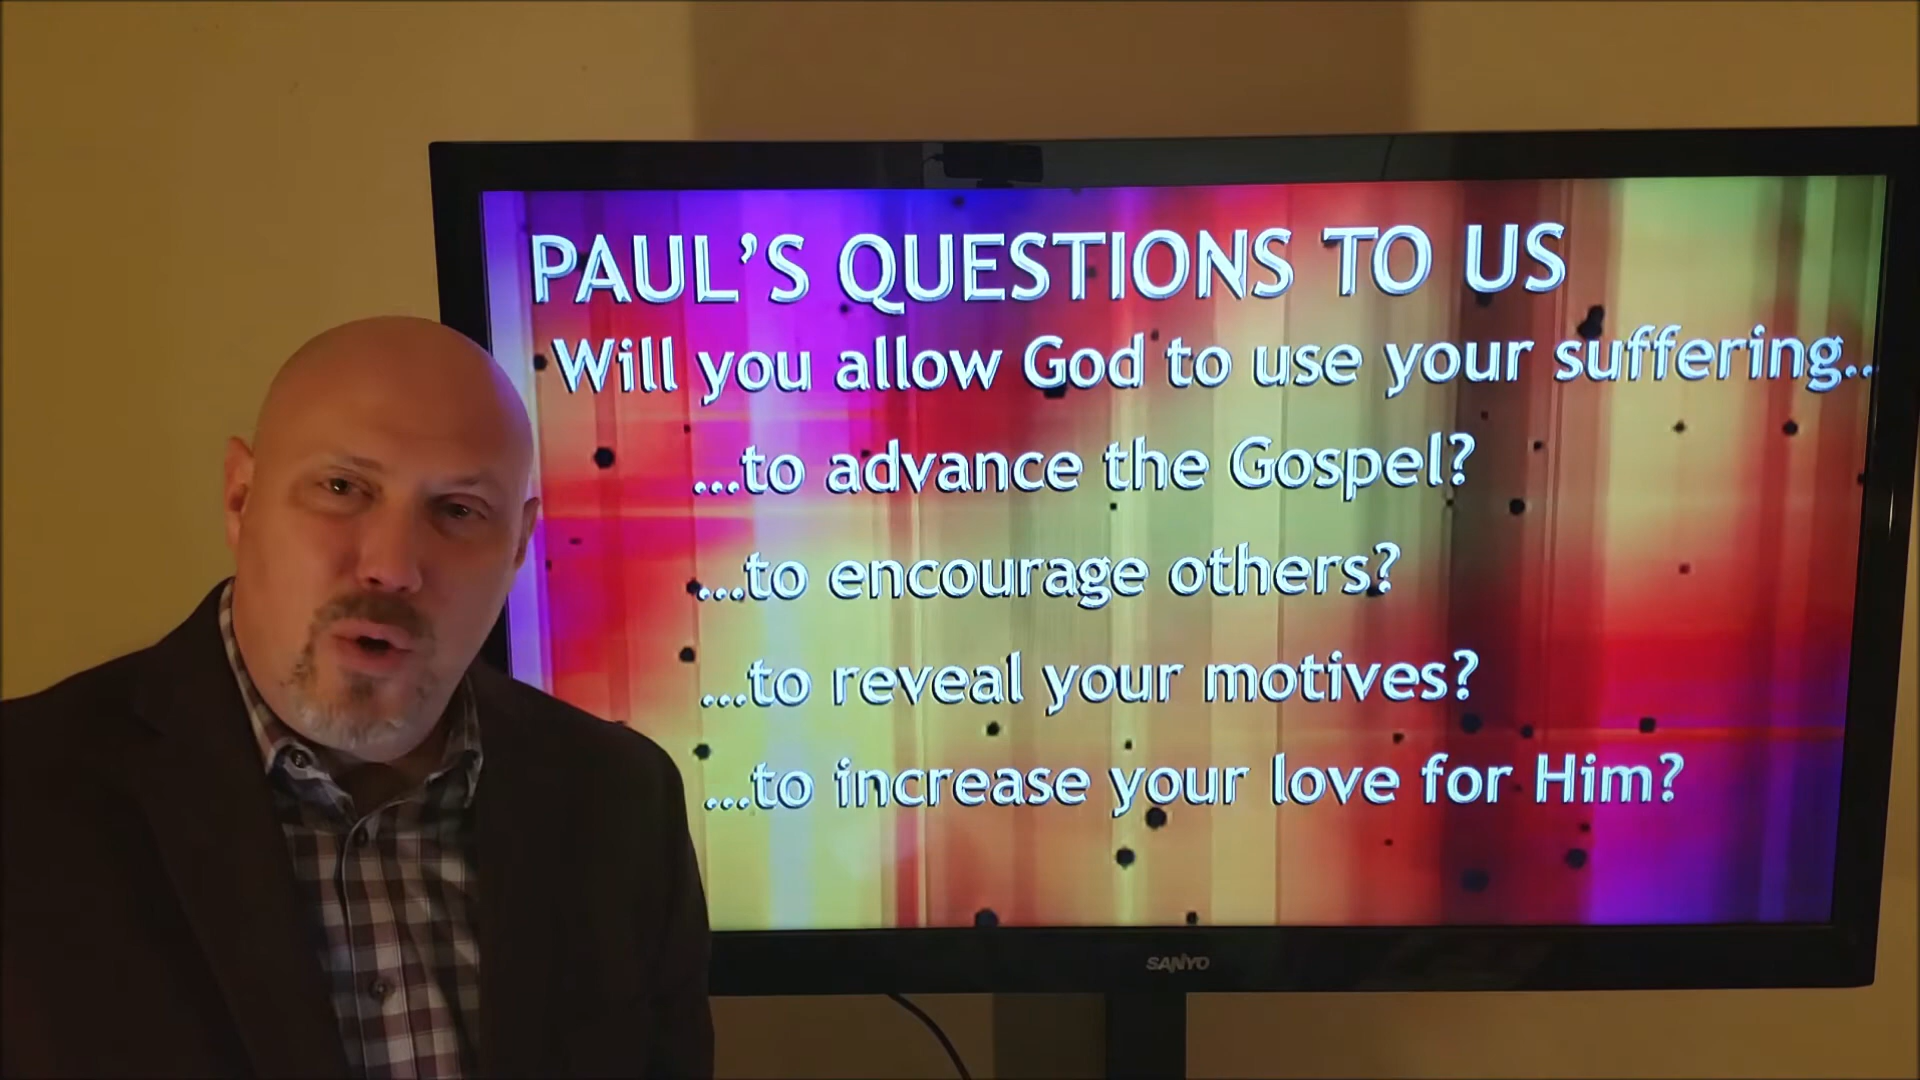 PAUL'S QUESTIONS TO US
Will you allow God to use your suffering..
...to advance the Gospel?
...to encourage others?
...to reveal your motives?
...to increase your love for Him?
SANYO